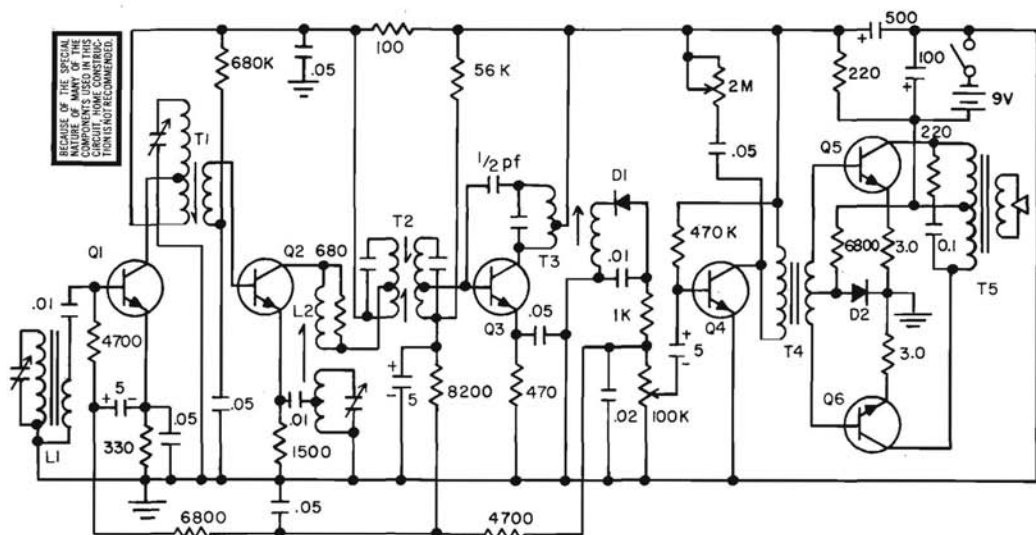 BECAUSE OF THE SPECIAL
NATURE OF MANY OF THE
COMPONENTS USED IN THIS
CIRCUIT, HOME CONSTRUC-
TION IS NOT RECOMMENDED.
500
100
680K
.05
56K
220
100
9V
2M
T1
1/2 pf
.05
Q5
220
D1
Q1
Q2
680
T2
T3
470K
.01
6800
3.0
0.1
.01
L2
Q3
.05
1K
Q4
T4
D2
T5
4700
5
.05
.05
.01
5
8200
470
.02
5
100K
3.0
Q6
330
1500
L1
.05
6800
4700
+
-
+
-
+
-
+
+